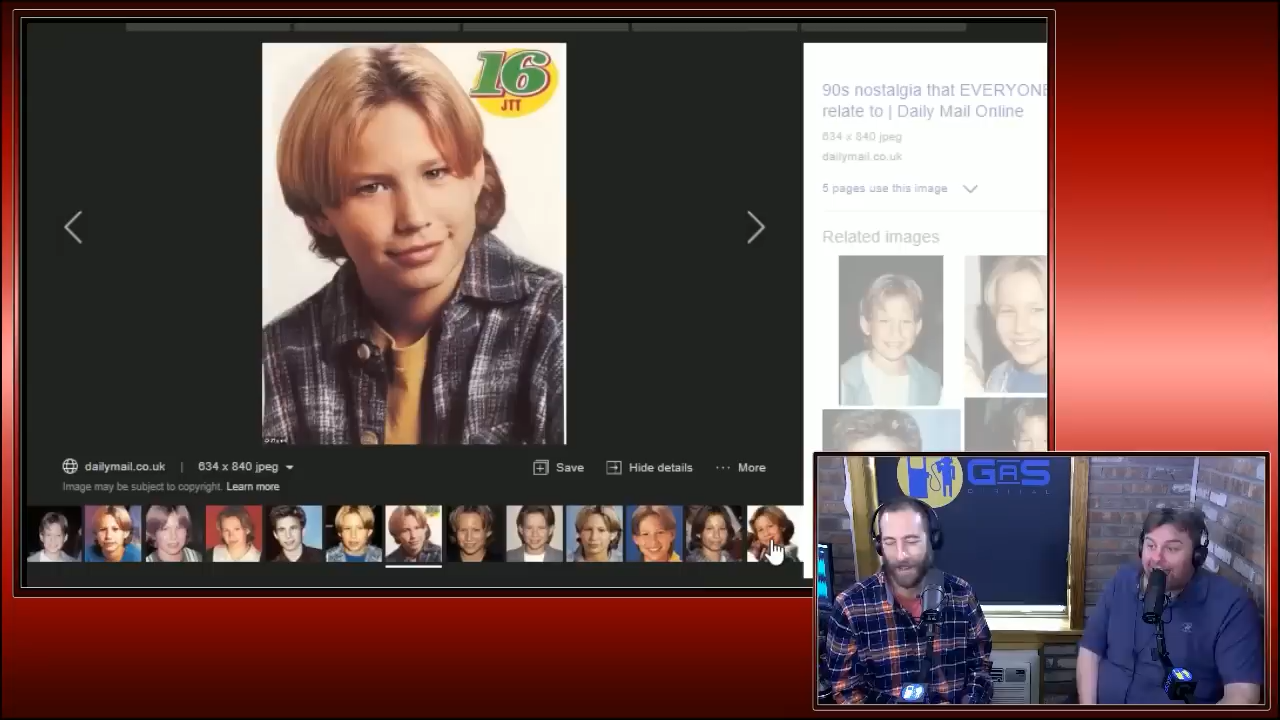 16
JTT
90s nostalgia that EVERYONE
relate to | Daily Mail Online
634 x 840 jpeg
dailymail.co.uk
5 pages use this image
Related images
dailymail.co.uk | 634 x 840 jpeg
Save
Hide details
··· More
Image may be subject to copyright. Learn more
GaS
DIGITAL